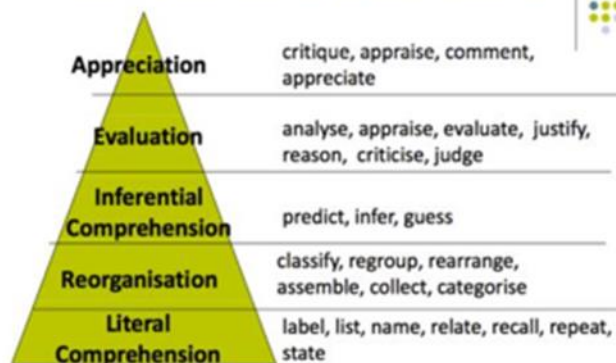 Appreciation
critique, appraise, comment,
appreciate
Evaluation
analyse, appraise, evaluate, justify,
reason, criticise, judge
Inferential
Comprehension
predict, infer, guess
Reorganisation
classify, regroup, rearrange,
assemble, collect, categorise
Literal
Comprehension
label, list, name, relate, recall, repeat,
state